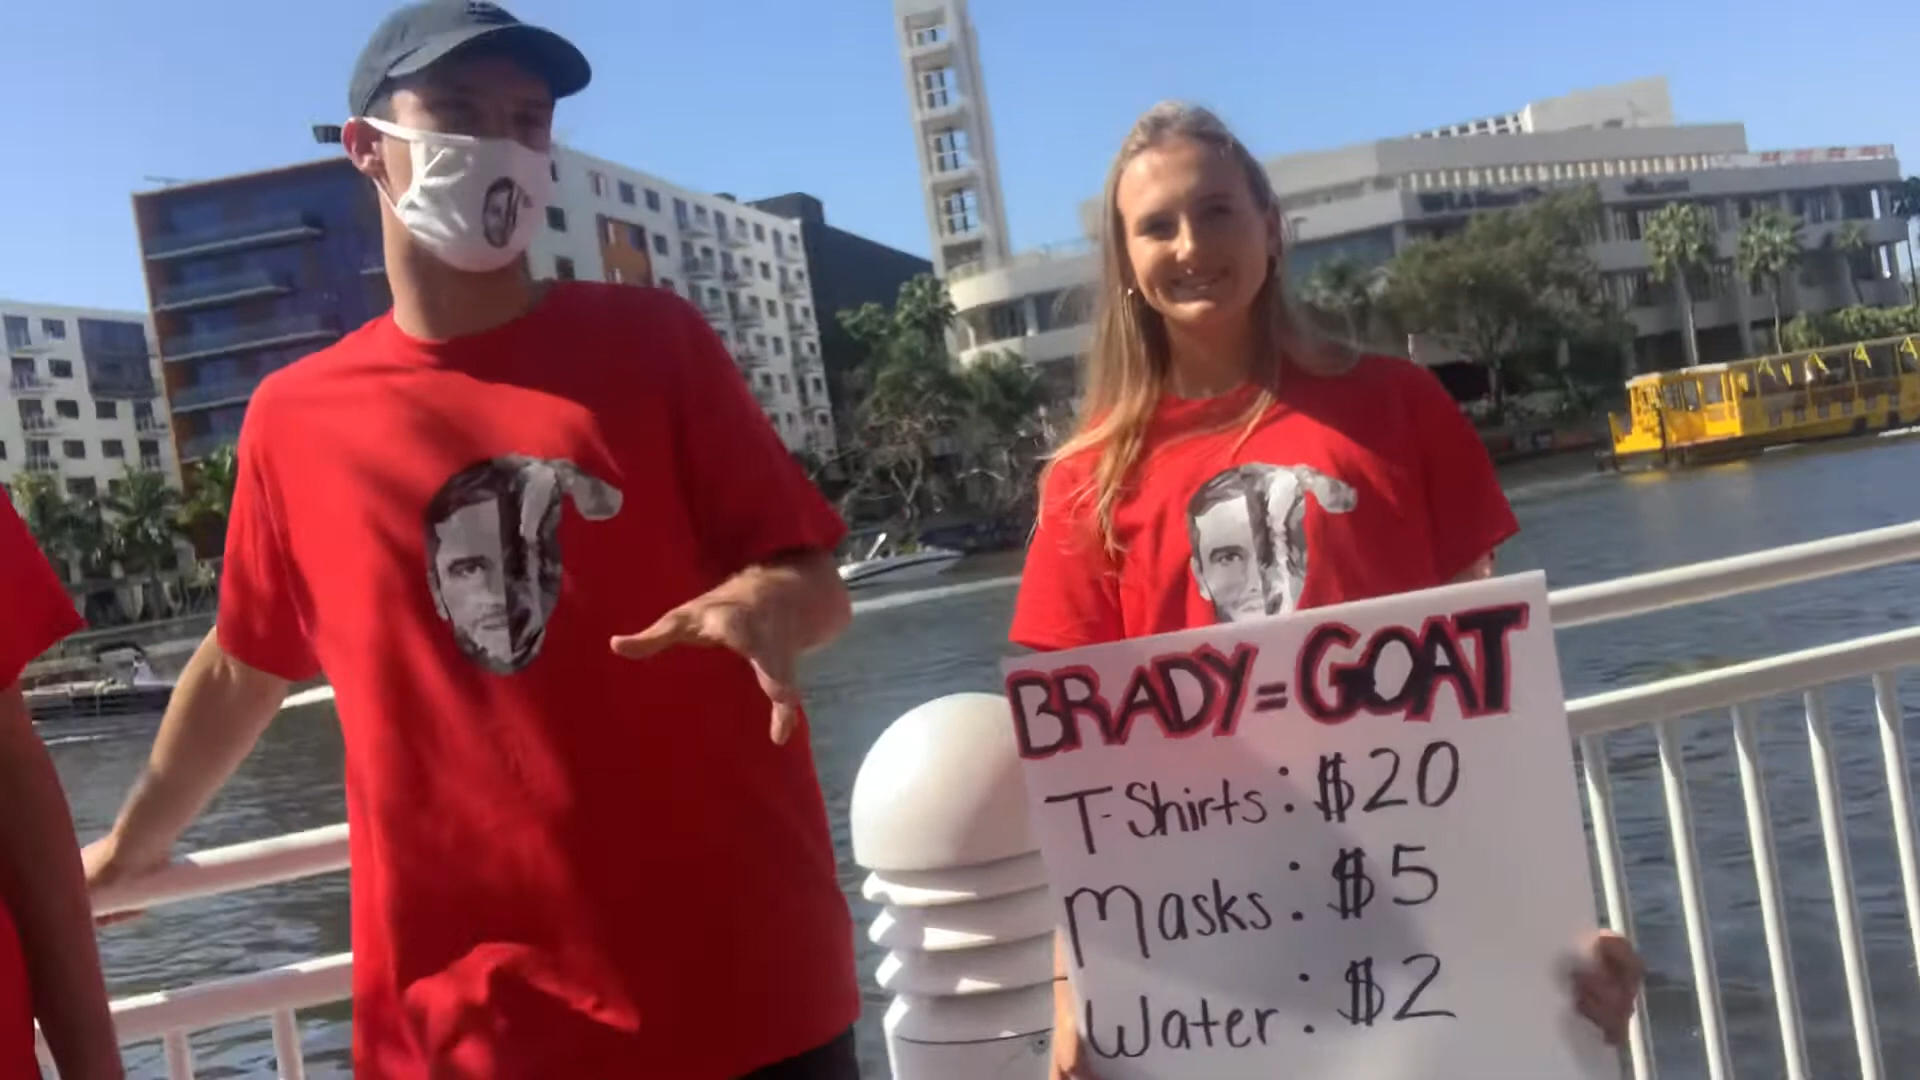 BRADY = GOAT
T-Shirts: $20
Masks: $5
Water: $2